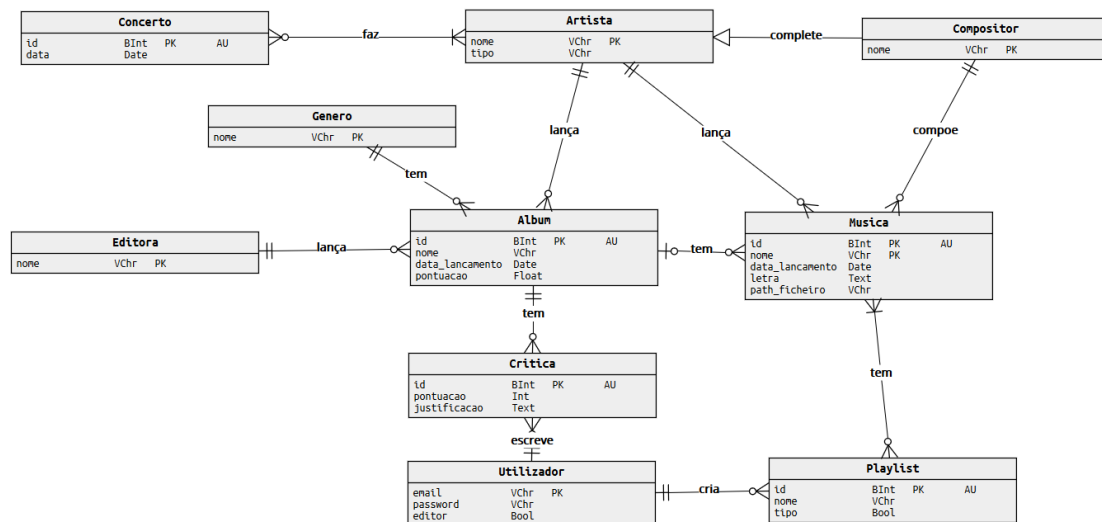 Concerto
id BInt PK AU
data Date
faz
Artista
nome VChr PK
tipo VChr
complete
Compositor
nome VChr PK
Genero
nome VChr PK
lança
lança
compoe
tem
Editora
nome VChr PK
lança
Album
id BInt PK AU
nome VChr
data_lancamento Date
pontuacao Float
tem
Musica
id BInt PK AU
nome VChr PK
data_lancamento Date
letra Text
path_ficheiro VChr
tem
Critica
id BInt PK AU
pontuacao Int
justificacao Text
tem
escreve
Utilizador
email VChr PK
password VChr
editor Bool
cria
Playlist
id BInt PK AU
nome VChr
tipo Bool